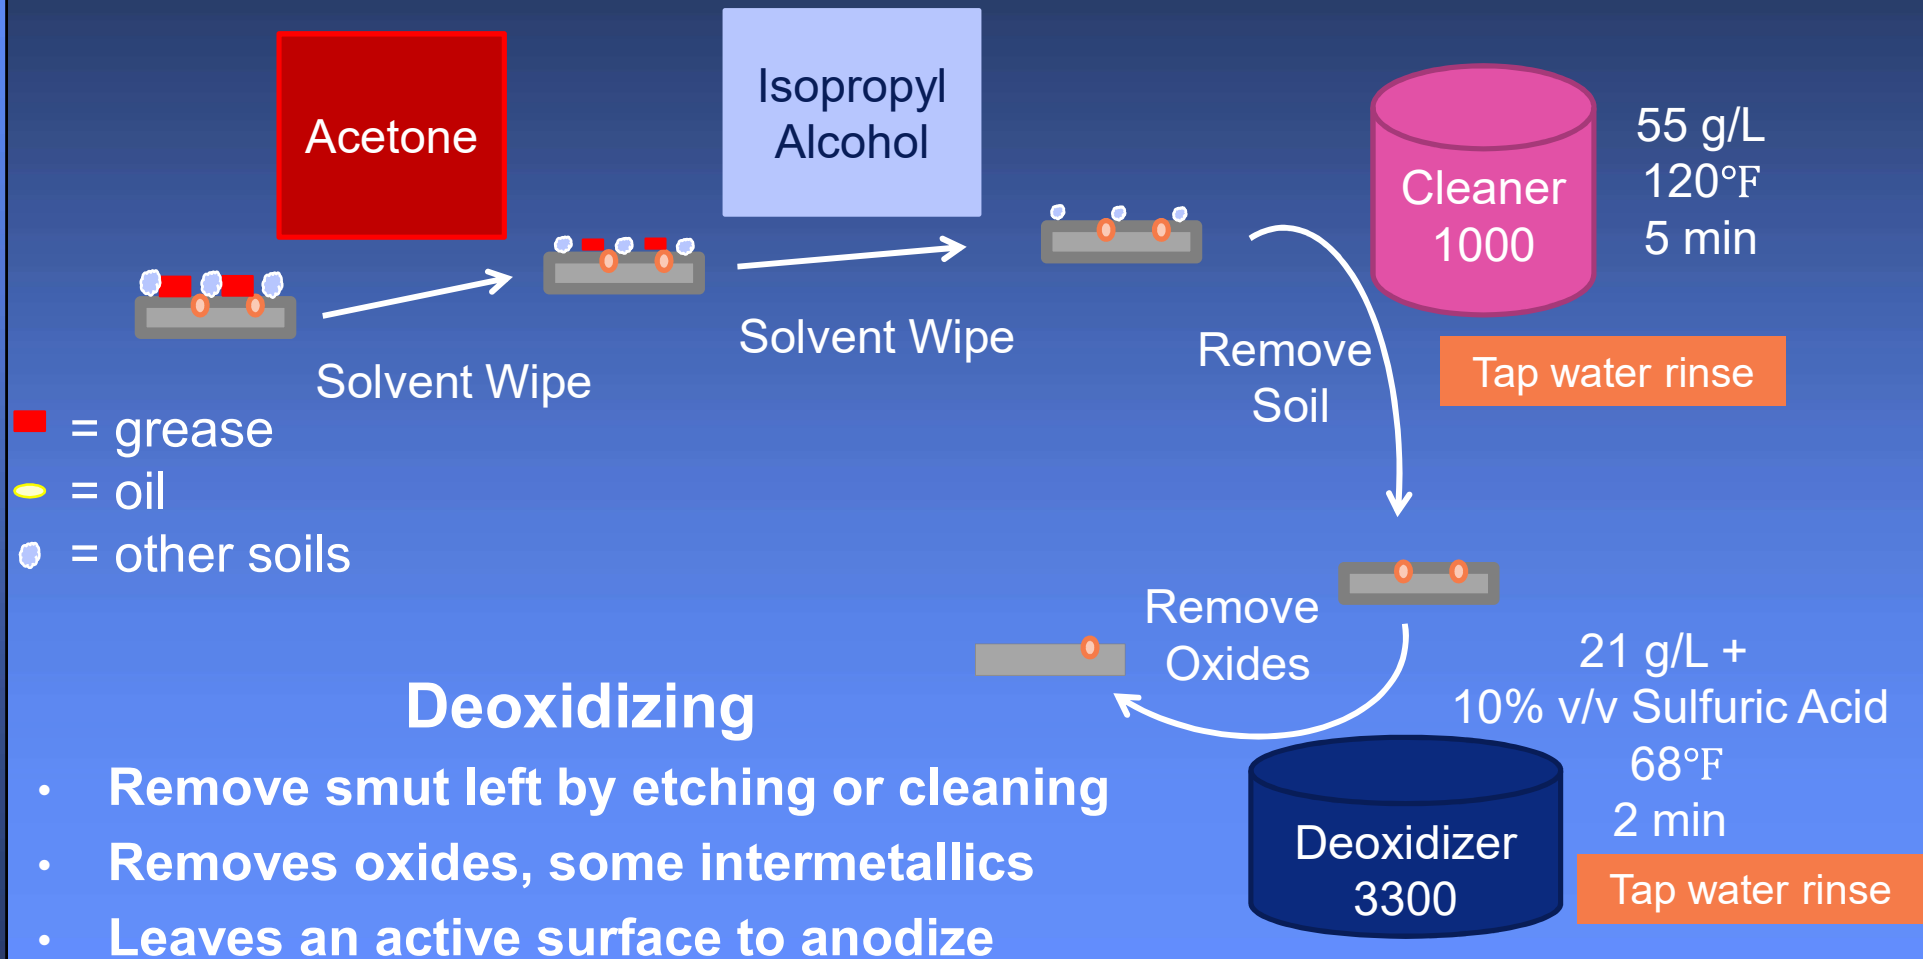 Acetone
Isopropyl
Alcohol
Cleaner
1000
55 g/L
120°F
5 min
Solvent Wipe
Solvent Wipe
Remove
Soil
Tap water rinse
= grease
= oil
= other soils
Remove
Oxides
21 g/L +
10% v/v Sulfuric Acid
68°F
2 min
Deoxidizer
3300
Tap water rinse
Deoxidizing
• Remove smut left by etching or cleaning
• Removes oxides, some intermetallics
• Leaves an active surface to anodize